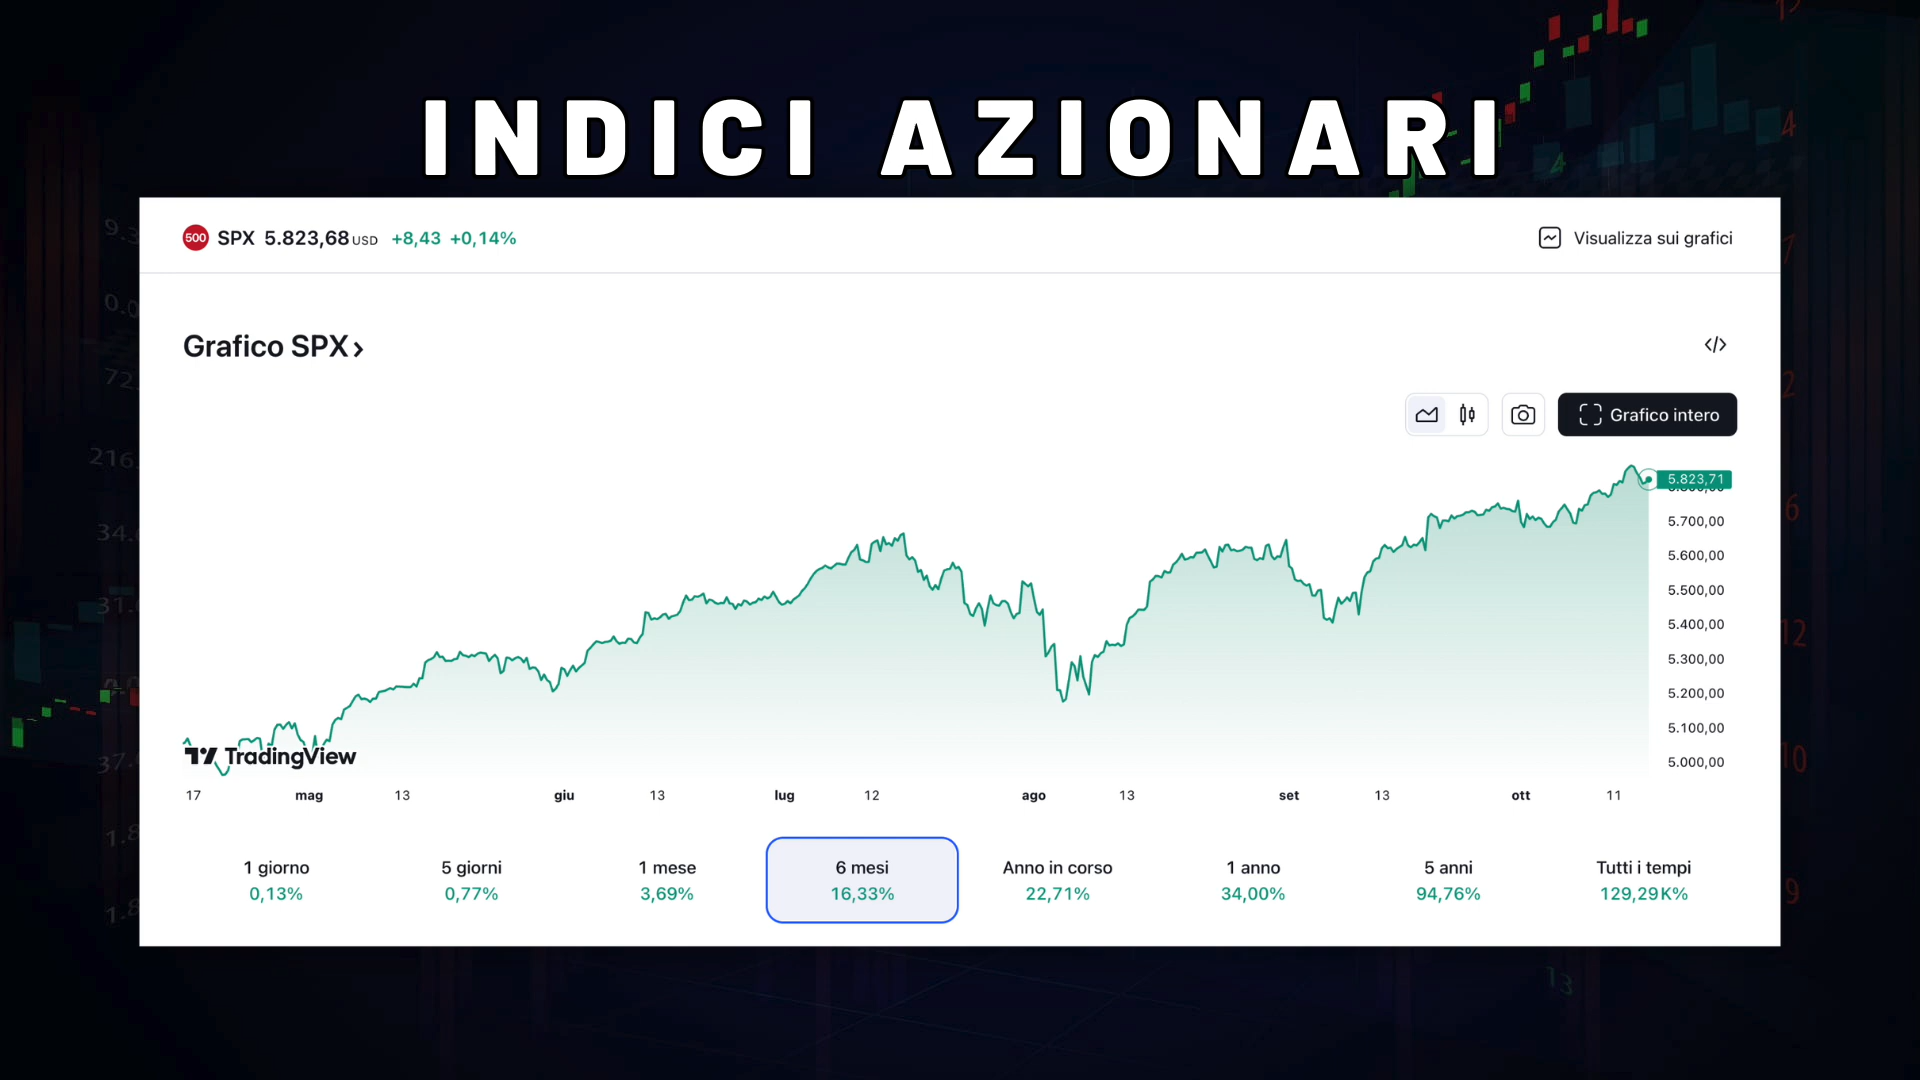 INDICI AZIONARI
500 SPX 5.823,68 USD +8,43 +0,14%
Visualizza sui grafici
Grafico SPX
Grafico intero
5.823,71
5.700,00
5.600,00
5.500,00
5.400,00
5.300,00
5.200,00
5.100,00
5.000,00
TradingView
17 mag 13 giu 13 lug 12 ago 13 set 13 ott 11
1 giorno 5 giorni 1 mese 6 mesi Anno in corso 1 anno 5 anni Tutti i tempi
0,13% 0,77% 3,69% 16,33% 22,71% 34,00% 94,76% 129,29K%